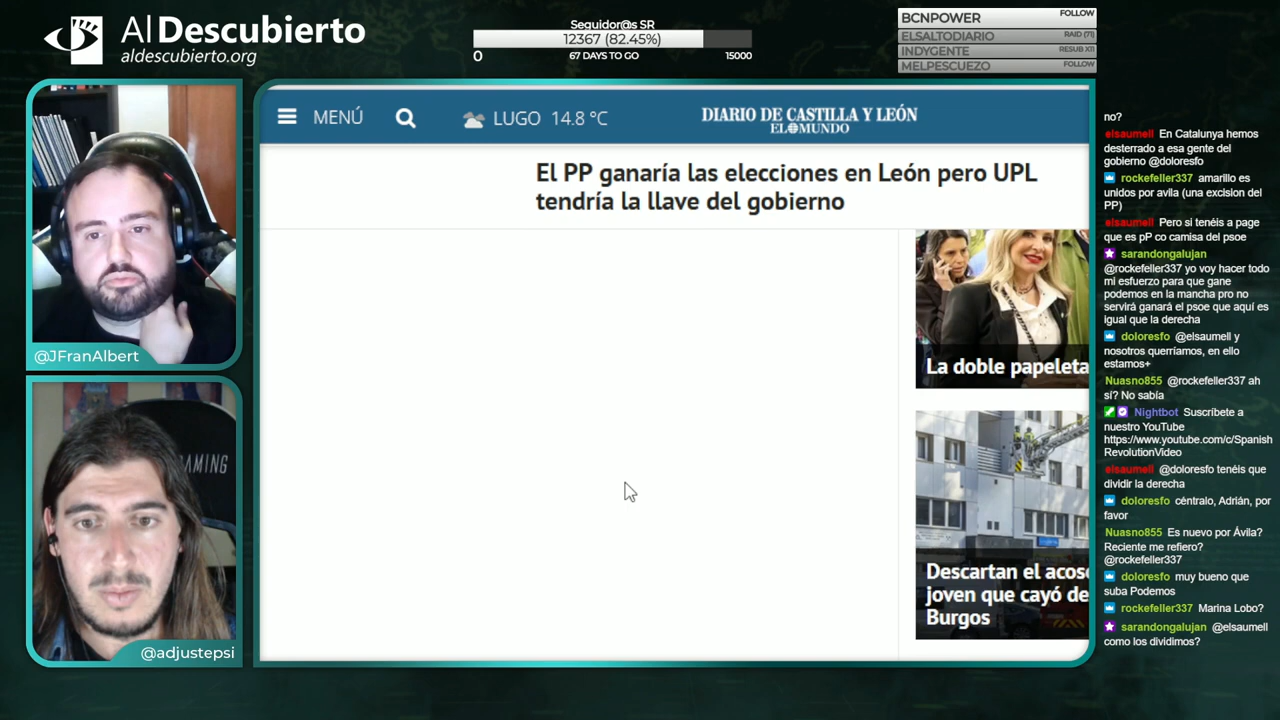 Al Descubierto
aldescubierto.org
Seguidor@s SR
12367 (82.45%)
0
67 DAYS TO GO
15000
BCNPOWER FOLLOW
ELSALTODIARIO RAID (71)
INDYGENTE RESUB X11
MELPESCUEZO FOLLOW
MENÚ
LUGO 14.8 °C
DIARIO DE CASTILLA Y LEÓN
EL MUNDO
El PP ganaría las elecciones en León pero UPL
tendría la llave del gobierno
La doble papeleta
Descartan el acoso
joven que cayó de
Burgos
@JFranAlbert
GAMING
@adjustepsi
no?
elsaumell En Catalunya hemos
desterrado a esa gente del
gobierno @doloresfo
rockefeller337 amarillo es
unidos por avila (una excision del
PP)
elsaumell Pero si tenéis a page
que es pP co camisa del psoe
sarandongalujan
@rockefeller337 yo voy hacer todo
mi esfuerzo para que gane
podemos en la mancha pro no
servirá ganará el psoe que aquí es
igual que la derecha
doloresfo @elsaumell y
nosotros querríamos, en ello
estamos+
Nuasno855 @rockefeller337 ah
sí? No sabía
Nightbot Suscríbete a
nuestro YouTube
https://www.youtube.com/c/Spanish
RevolutionVideo
elsaumell @doloresfo tenéis que
dividir la derecha
doloresfo céntralo, Adrián, por
favor
Nuasno855 Es nuevo por Ávila?
Reciente me refiero?
@rockefeller337
doloresfo muy bueno que
suba Podemos
rockefeller337 Marina Lobo?
sarandongalujan @elsaumell
como los dividimos?